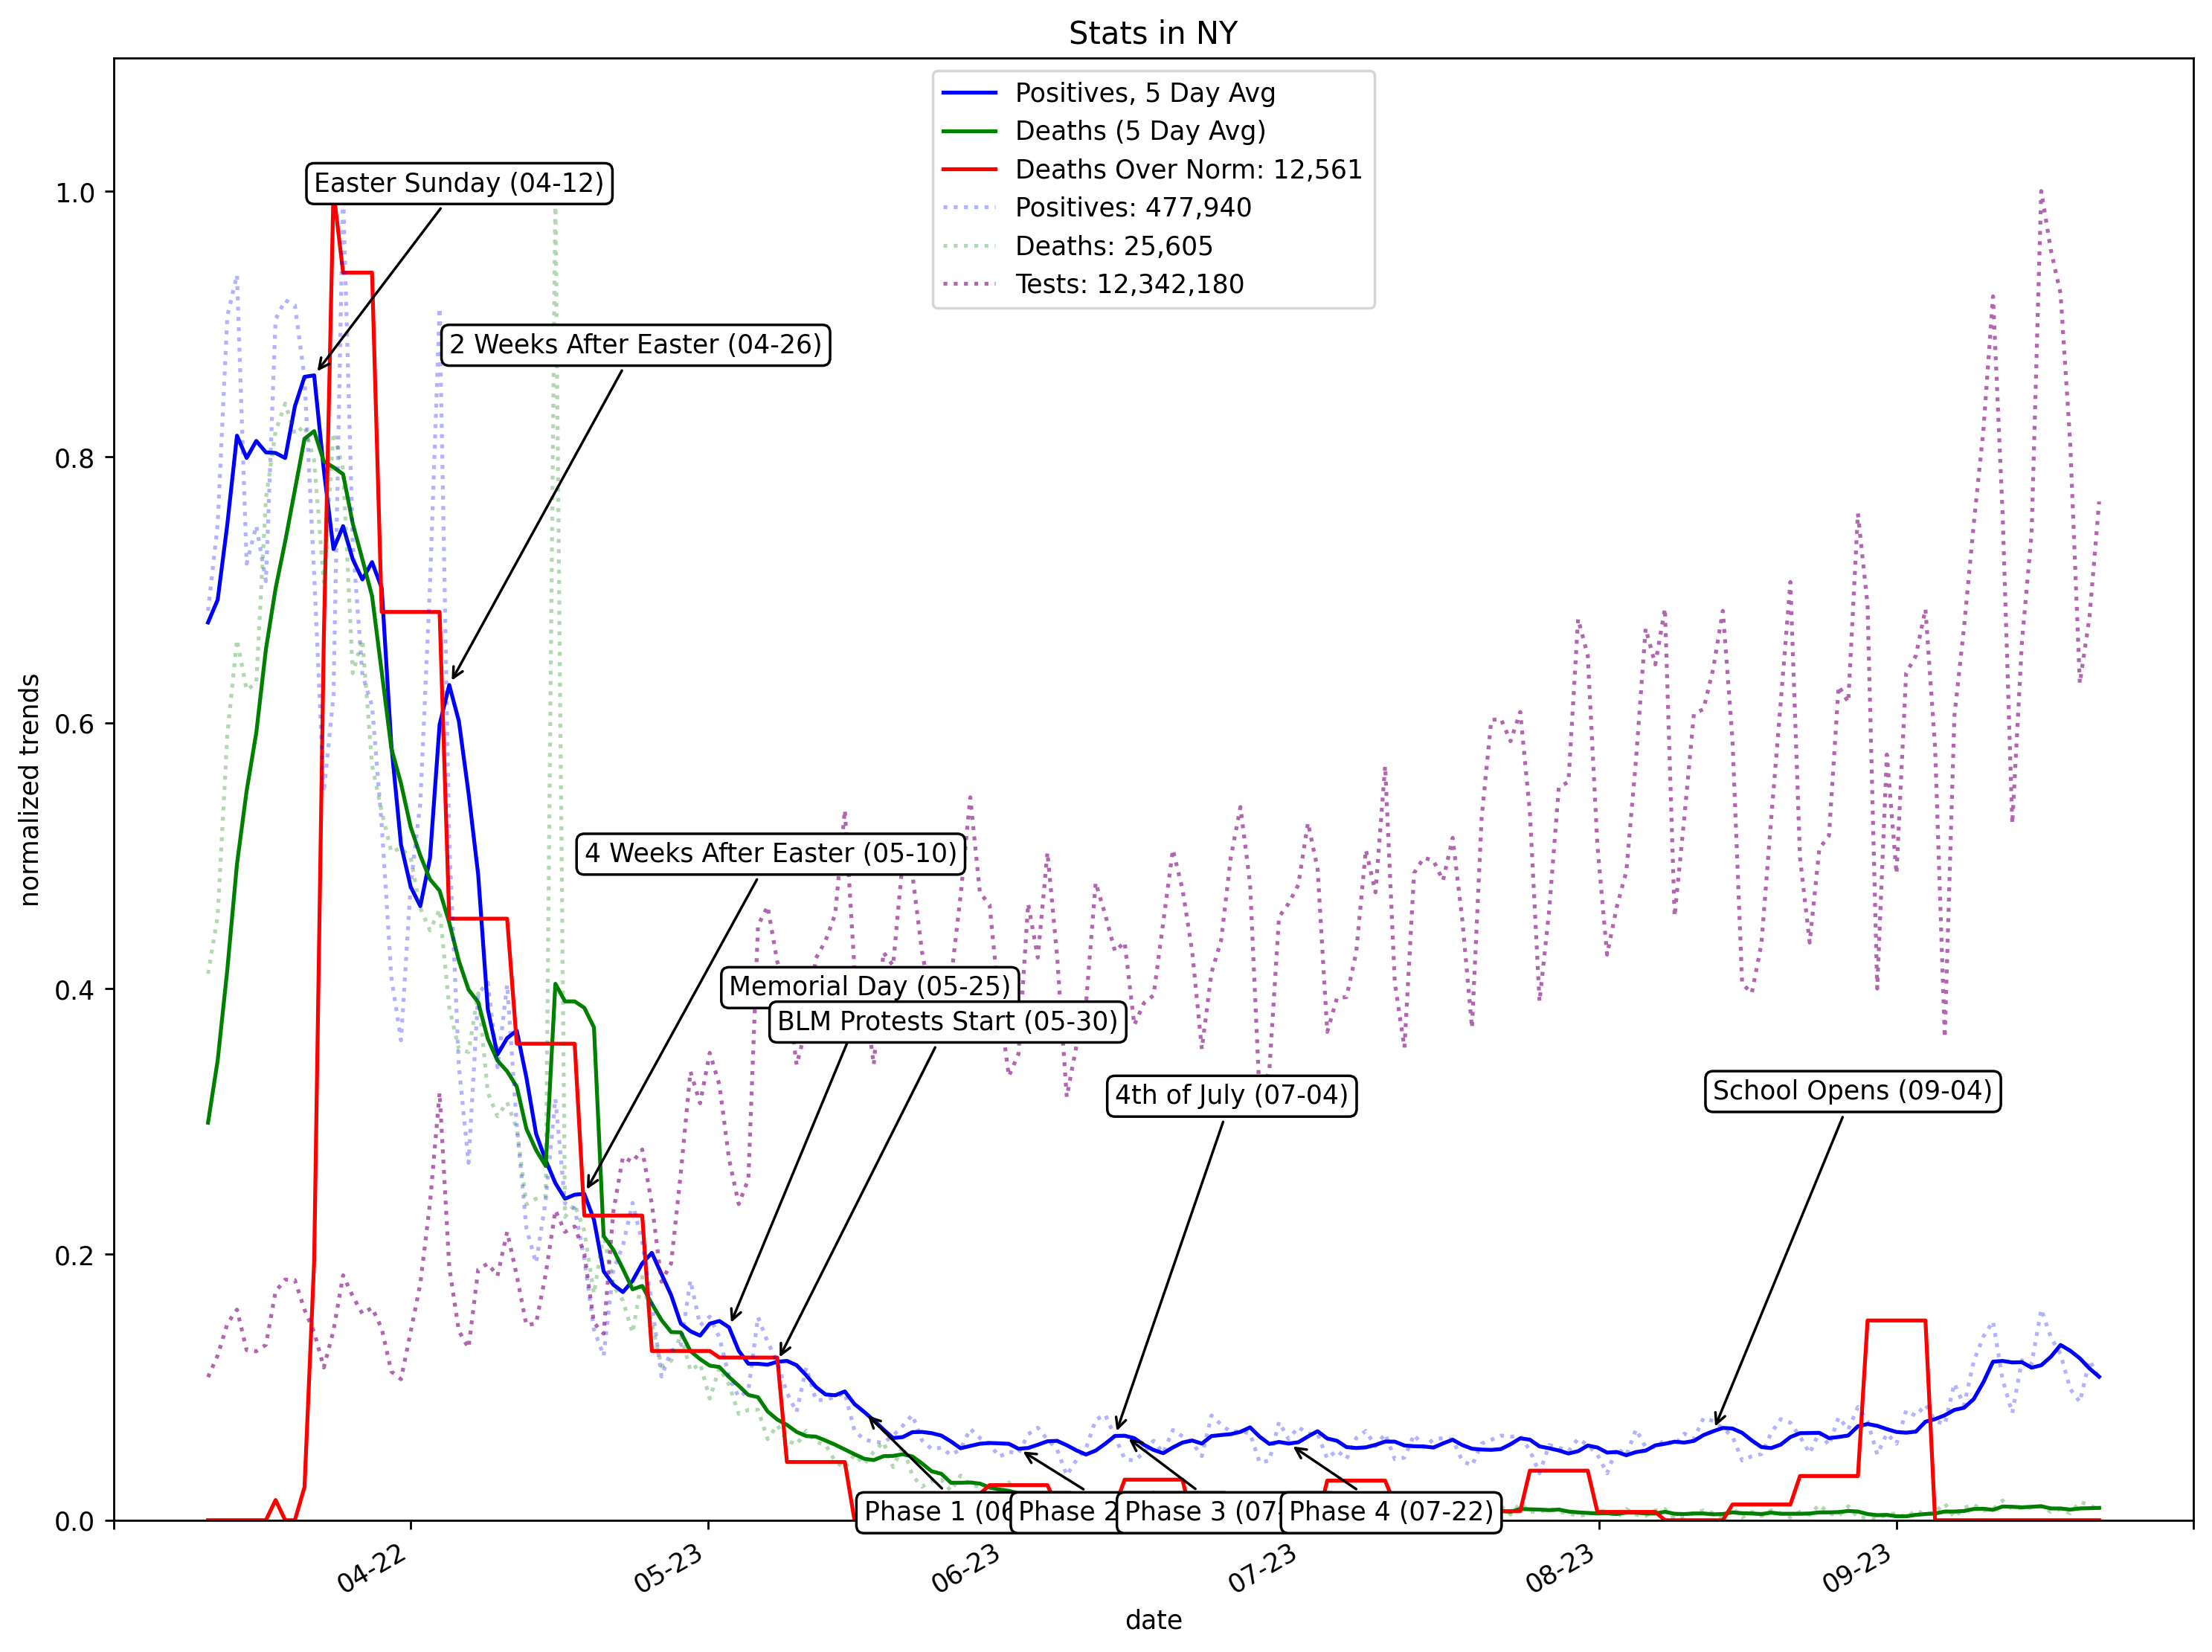 Stats in NY
Positives, 5 Day Avg
Deaths (5 Day Avg)
Deaths Over Norm: 12,561
Positives: 477,940
Deaths: 25,605
Tests: 12,342,180
Easter Sunday (04-12)
2 Weeks After Easter (04-26)
4 Weeks After Easter (05-10)
Memorial Day (05-25)
BLM Protests Start (05-30)
4th of July (07-04)
School Opens (09-04)
Phase 1 (06
Phase 2
Phase 3 (07-
Phase 4 (07-22)
normalized trends
1.0
0.8
0.6
0.4
0.2
0.0
04-22
05-23
06-23
07-23
08-23
09-23
date